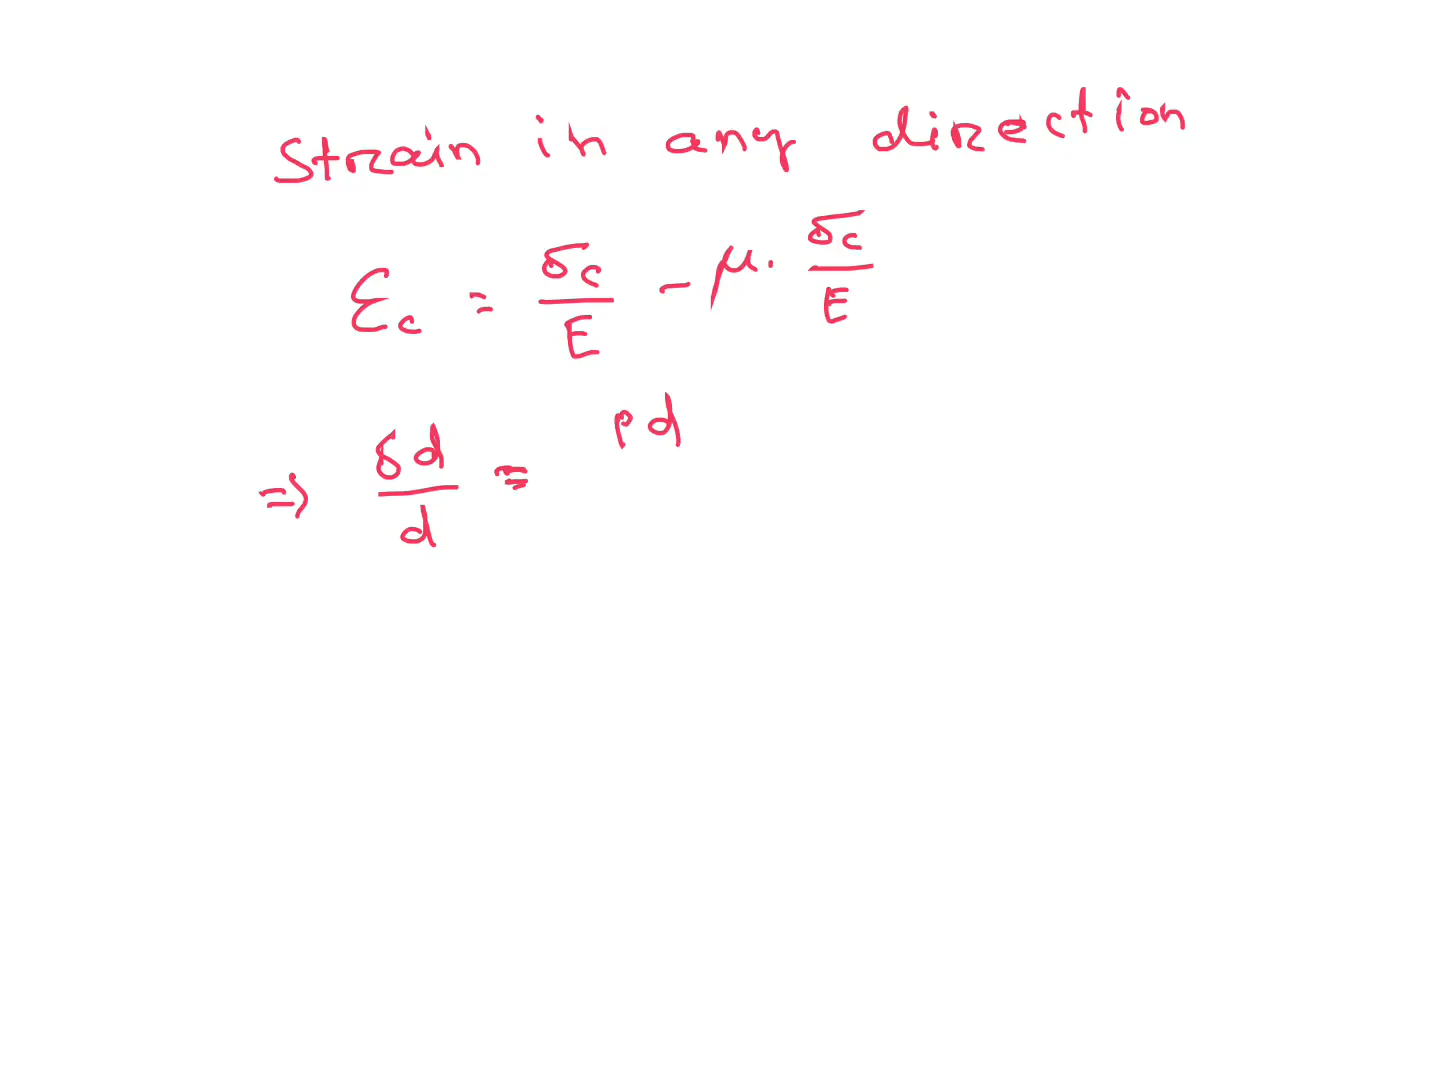 Strain in any direction
εc = σc/E - μ. σc/E
⇒ δd/d = pd